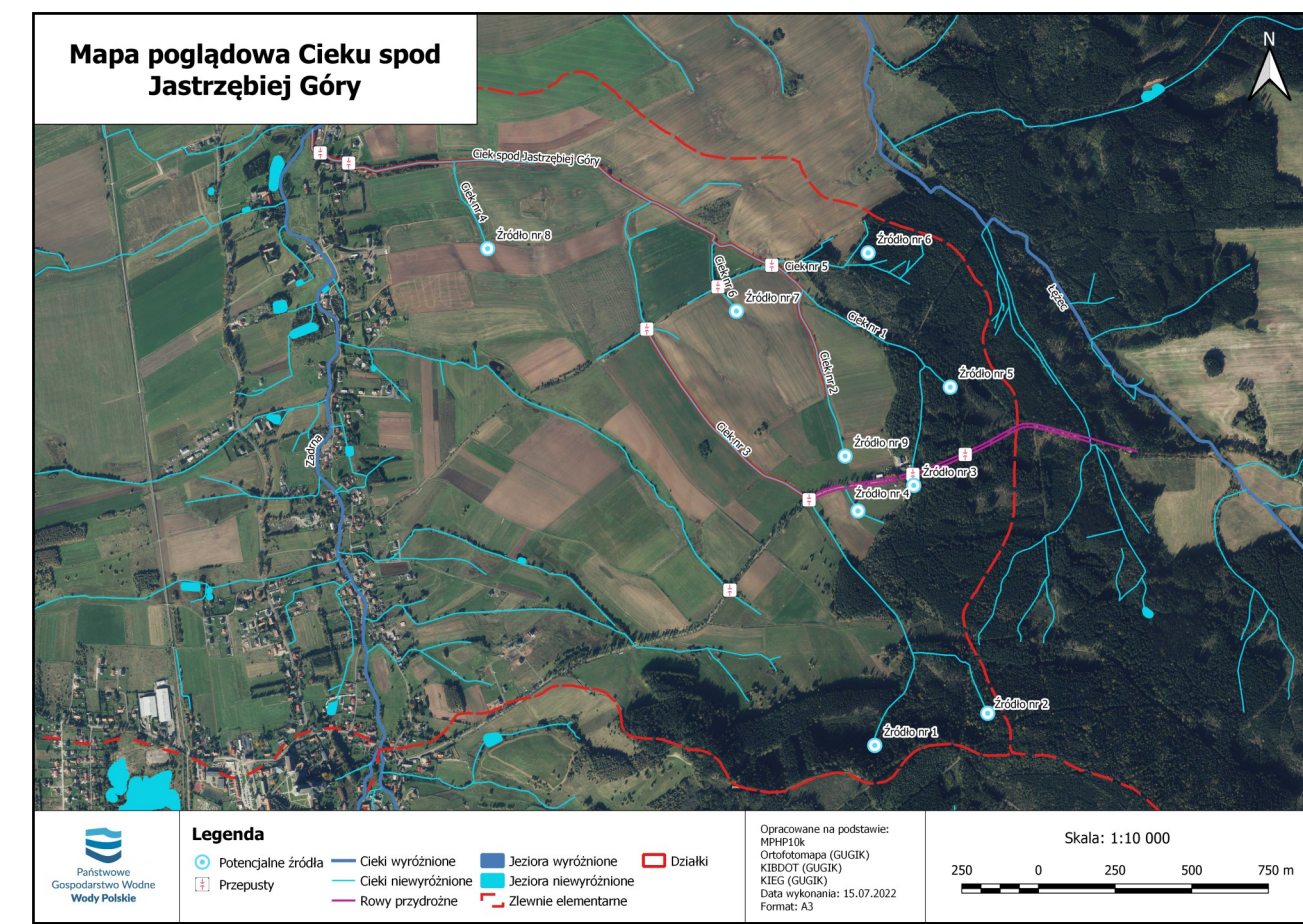 Mapa poglądowa Cieku spod
Jastrzębiej Góry
N
Ciek spod Jastrzębiej Góry
Ciek nr 4
Źródło nr 8
Źródło nr 6
Ciek nr 5
Ciek nr 6
Źródło nr 7
Łężec
Ciek nr 1
Ciek nr 2
Źródło nr 5
Zadrna
Ciek nr 3
Źródło nr 9
Źródło nr 3
Źródło nr 4
Źródło nr 2
Źródło nr 1
Państwowe
Gospodarstwo Wodne
Wody Polskie
Legenda
Potencjalne źródła
Przepusty
Cieki wyróżnione
Cieki niewyróżnione
Rowy przydrożne
Jeziora wyróżnione
Jeziora niewyróżnione
Zlewnie elementarne
Działki
Opracowane na podstawie:
MPHP10k
Ortofotomapa (GUGIK)
KIBDOT (GUGIK)
KIEG (GUGIK)
Data wykonania: 15.07.2022
Format: A3
Skala: 1:10 000
250 0 250 500 750 m